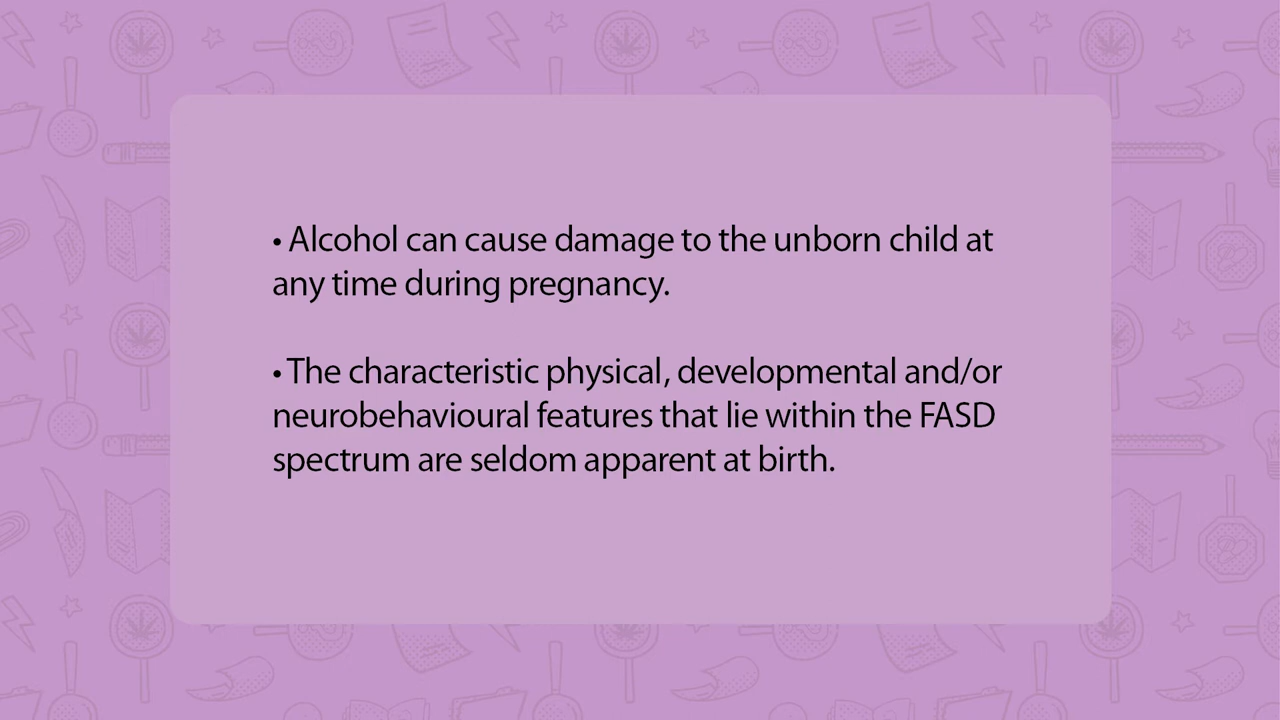 • Alcohol can cause damage to the unborn child at
any time during pregnancy.
• The characteristic physical, developmental and/or
neurobehavioural features that lie within the FASD
spectrum are seldom apparent at birth.